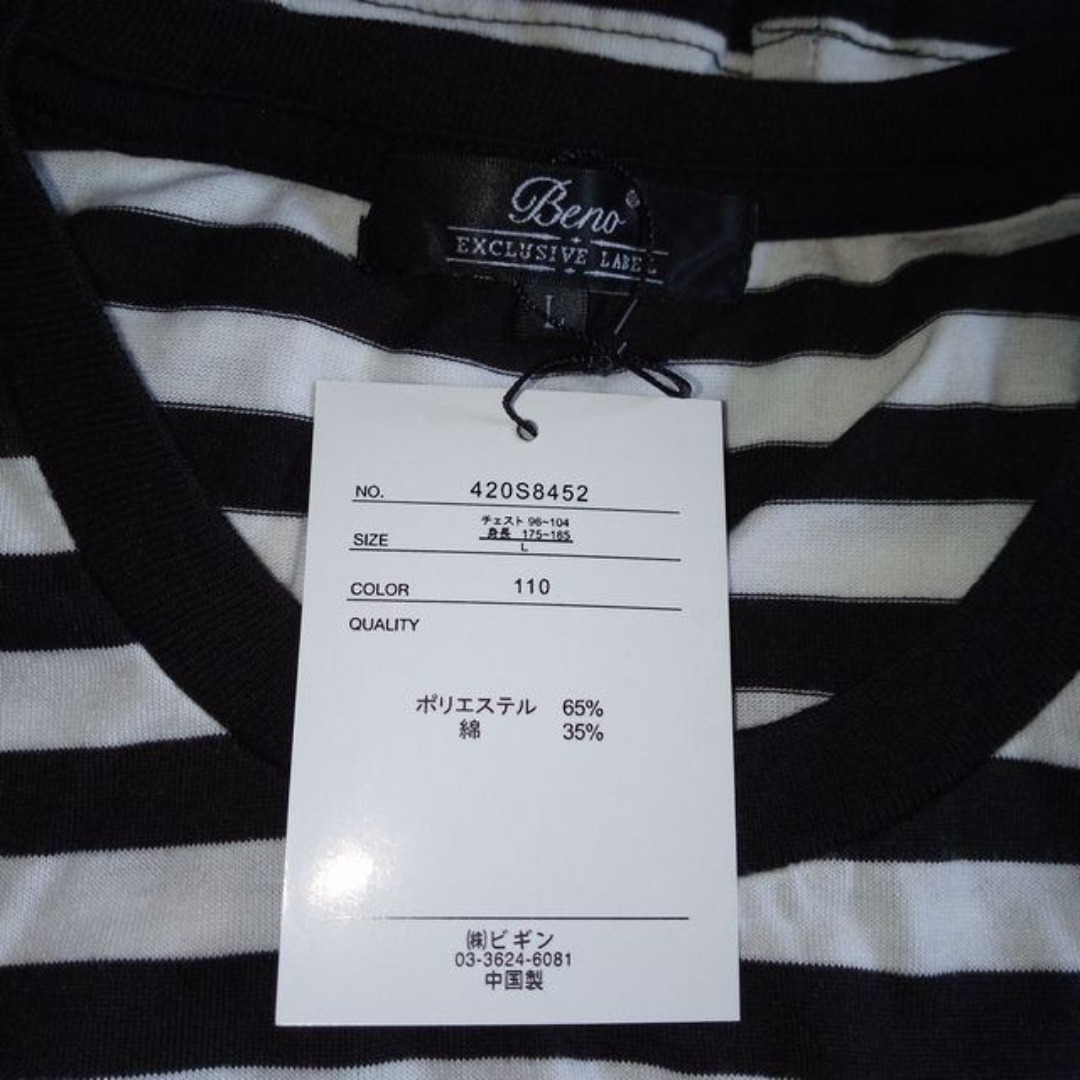 Beno®
EXCLUSIVE LABEL
L
NO. 420S8452
チェスト 96~104
身長 175~185
SIZE
L
COLOR 110
QUALITY
ポリエステル 65%
綿 35%
㈱ビギン
03-3624-6081
中国製